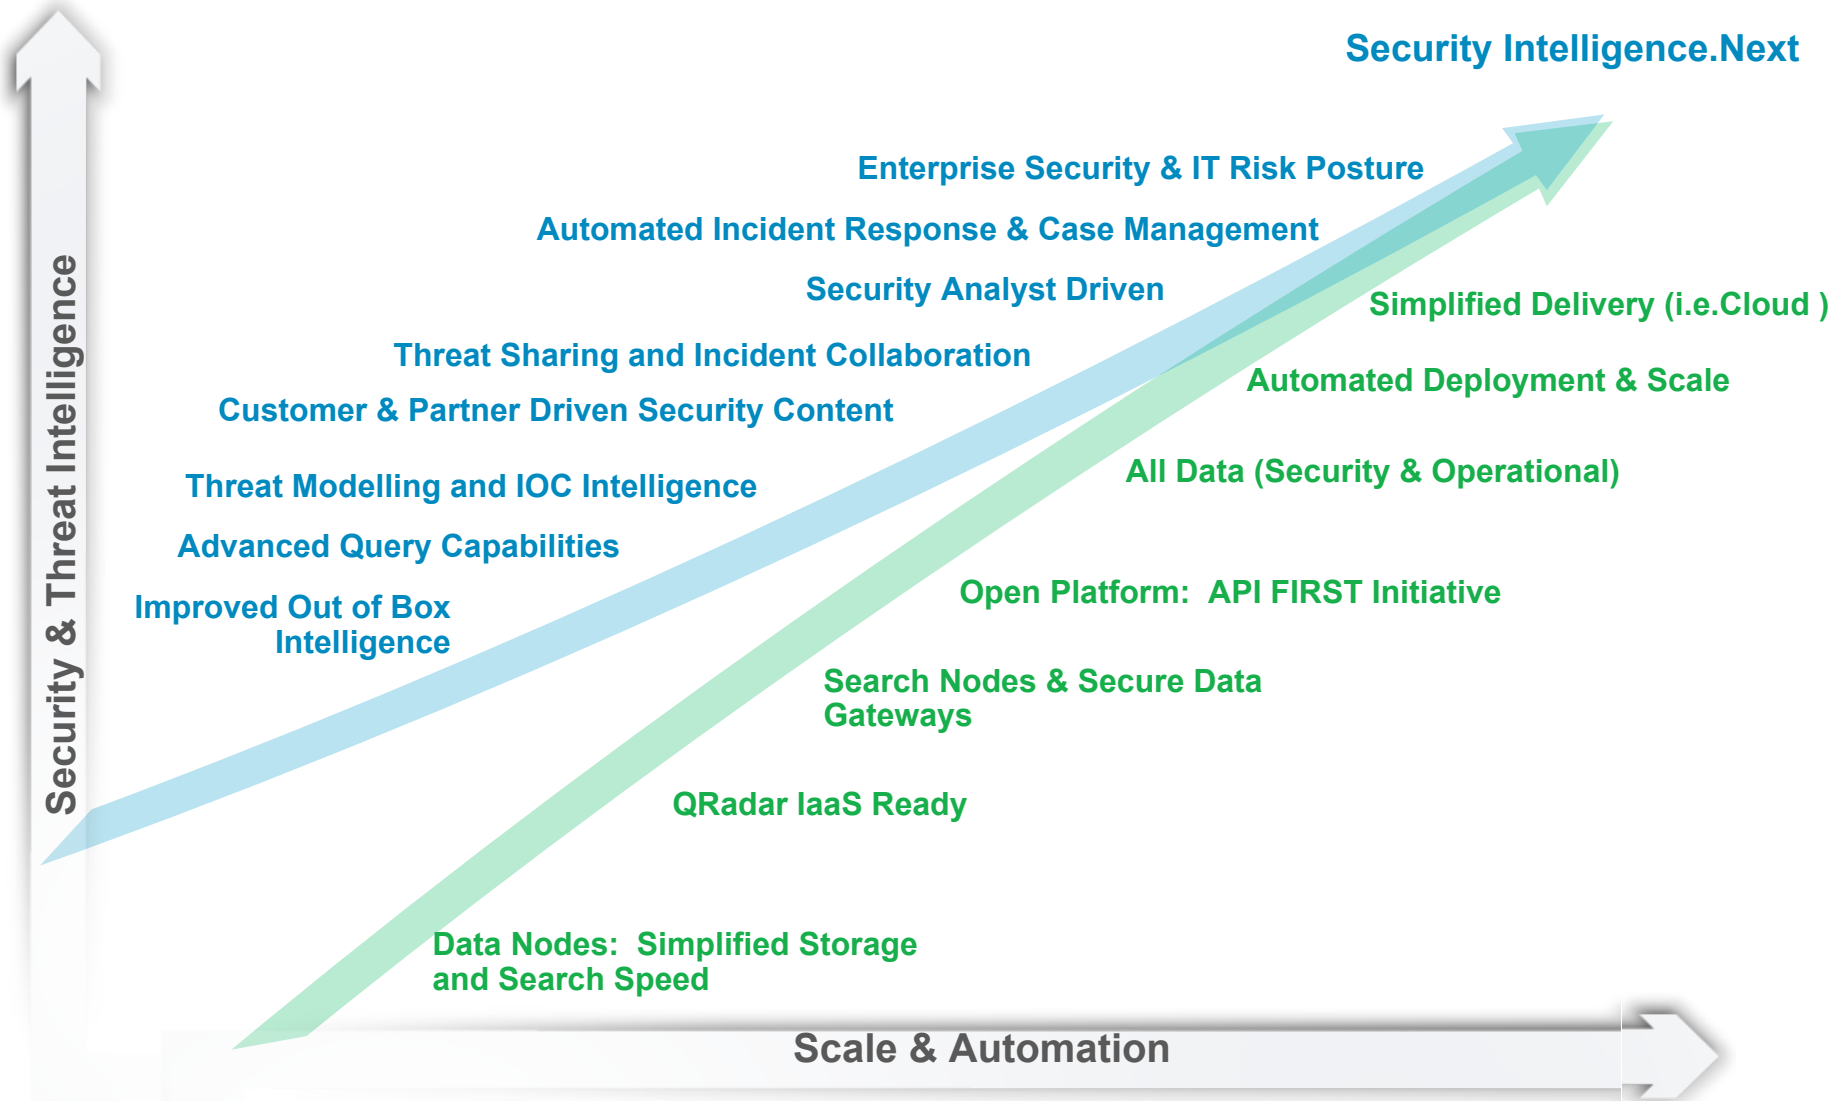 Security Intelligence.Next
Enterprise Security & IT Risk Posture
Automated Incident Response & Case Management
Security Analyst Driven
Threat Sharing and Incident Collaboration
Customer & Partner Driven Security Content
Threat Modelling and IOC Intelligence
Advanced Query Capabilities
Improved Out of Box
Intelligence
Security & Threat Intelligence
Simplified Delivery (i.e.Cloud )
Automated Deployment & Scale
All Data (Security & Operational)
Open Platform:  API FIRST Initiative
Search Nodes & Secure Data
Gateways
QRadar IaaS Ready
Data Nodes:  Simplified Storage
and Search Speed
Scale & Automation